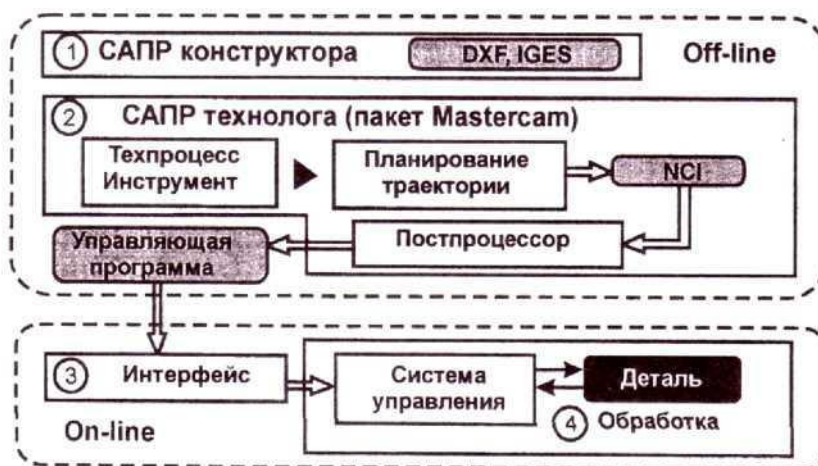 1 САПР конструктора DXF, IGES Off-line
2 САПР технолога (пакет Mastercam)
Техпроцесс
Инструмент
Планирование
траектории
NCI
Управляющая
программа
Постпроцессор
3 Интерфейс
Система
управления
Деталь
4 Обработка
On-line